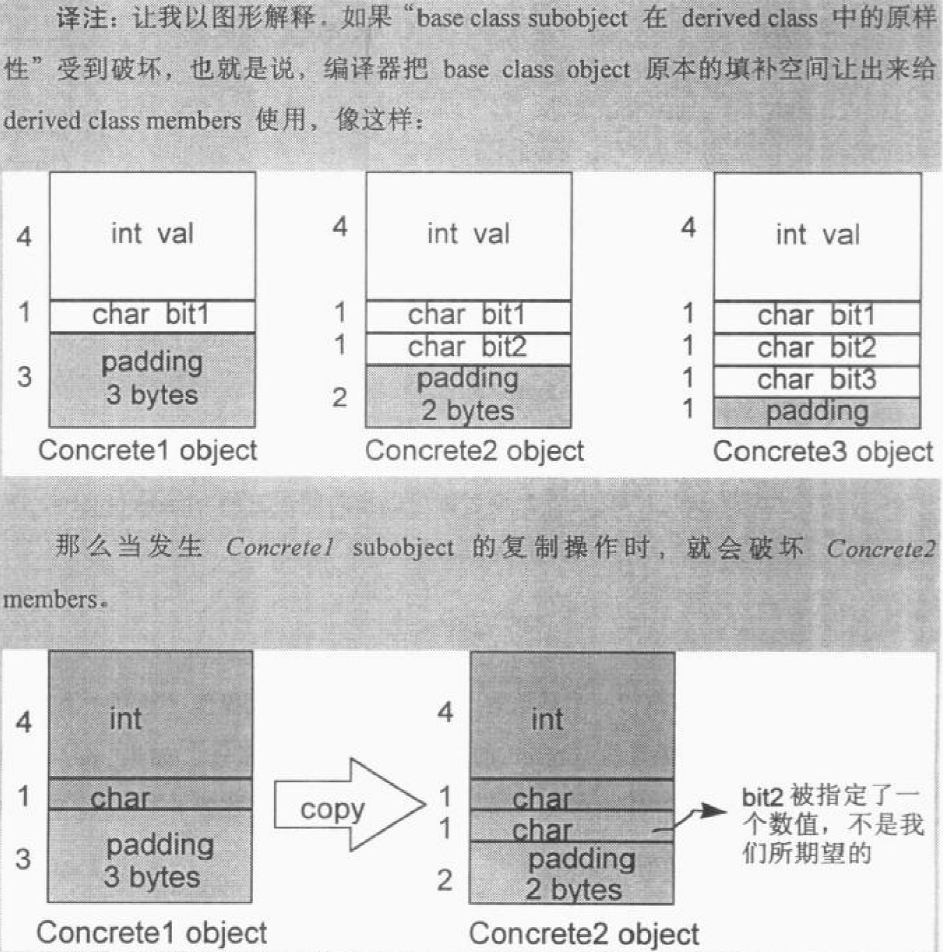 译注：让我以图形解释. 如果“base class subobject 在 derived class 中的原样
性”受到破坏，也就是说，编译器把 base class object 原本的填补空间让出来给
derived class members 使用，像这样：
4
int val
1
char bit1
3
padding
3 bytes
Concrete1 object
4
int val
1
char bit1
1
char bit2
2
padding
2 bytes
Concrete2 object
4
int val
1
char bit1
1
char bit2
1
char bit3
1
padding
Concrete3 object
那么当发生 Concrete1 subobject 的复制操作时，就会破坏 Concrete2
members。
4
int
1
char
3
padding
3 bytes
Concrete1 object
copy
4
int
1
char
1
char
2
padding
2 bytes
Concrete2 object
bit2 被指定了一
个数值，不是我
们所期望的